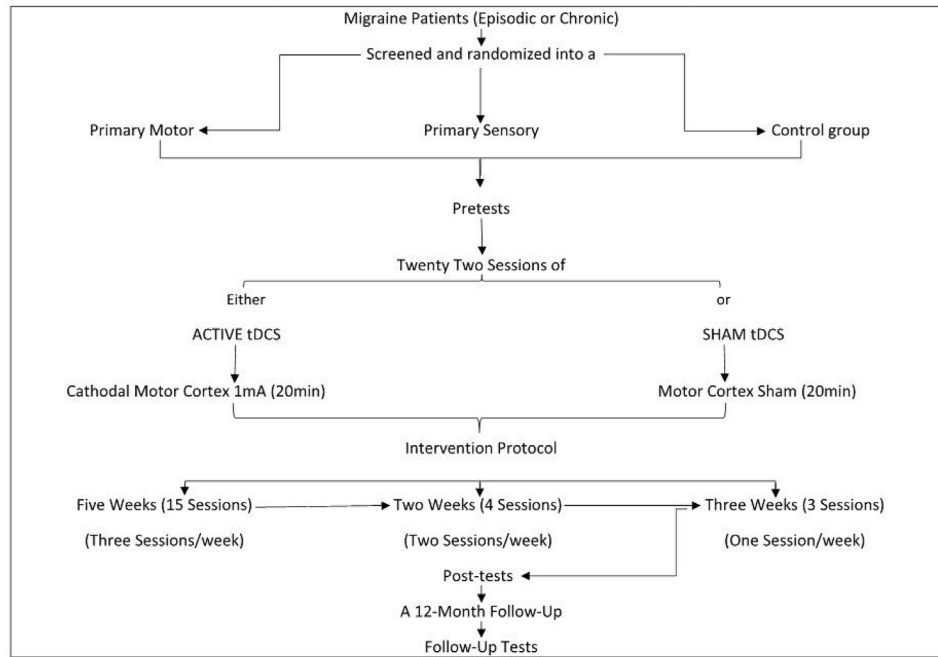 Migraine Patients (Episodic or Chronic)
Screened and randomized into a
Primary Motor
Primary Sensory
Control group
Pretests
Twenty Two Sessions of
Either
or
ACTIVE tDCS
SHAM tDCS
Cathodal Motor Cortex 1mA (20min)
Motor Cortex Sham (20min)
Intervention Protocol
Five Weeks (15 Sessions)
Two Weeks (4 Sessions)
Three Weeks (3 Sessions)
(Three Sessions/week)
(Two Sessions/week)
(One Session/week)
Post-tests
A 12-Month Follow-Up
Follow-Up Tests